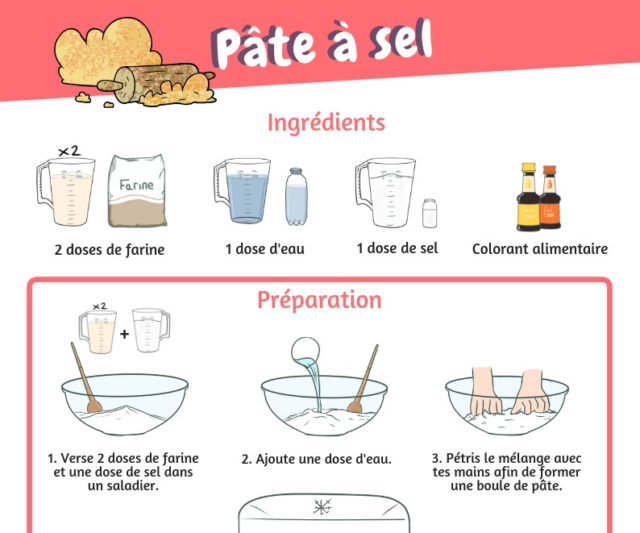 Pâte à sel
Ingrédients
x2
Farine
2 doses de farine
1 dose d'eau
1 dose de sel
Colorant alimentaire
Préparation
x2
+
1. Verse 2 doses de farine
et une dose de sel dans
un saladier.
2. Ajoute une dose d'eau.
3. Pétris le mélange avec
tes mains afin de former
une boule de pâte.